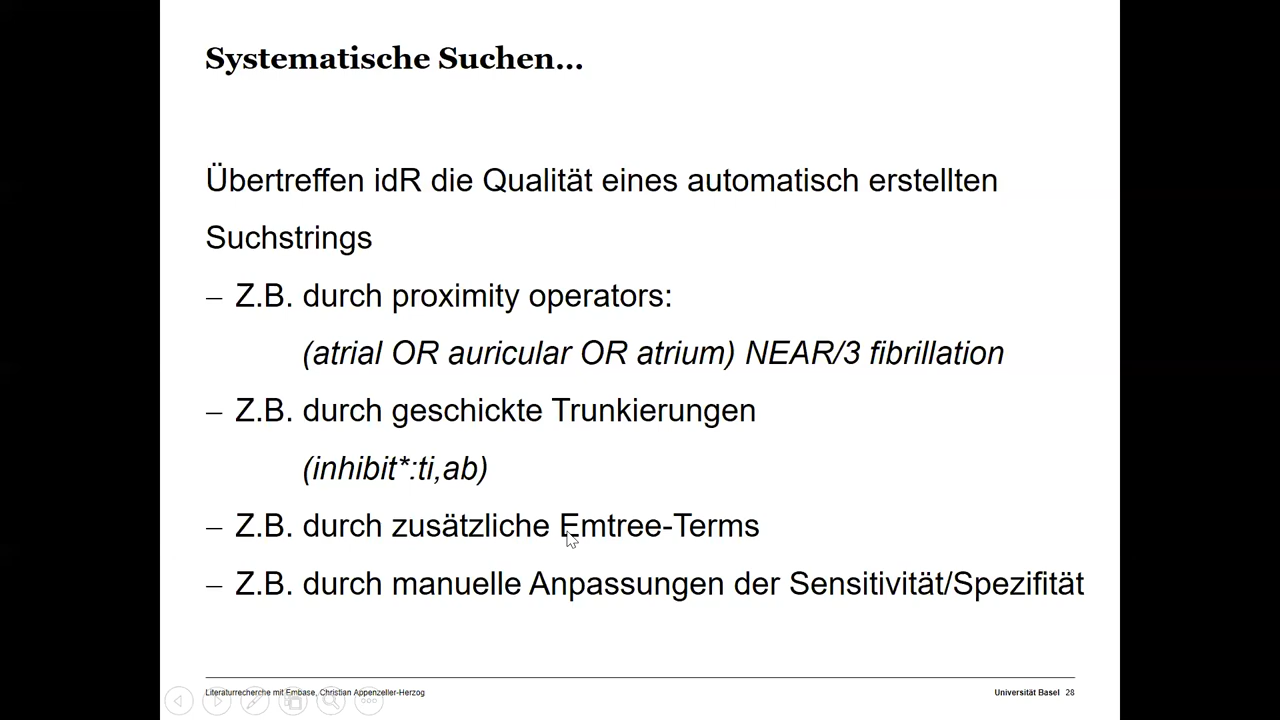 Systematische Suchen...
Übertreffen idR die Qualität eines automatisch erstellten
Suchstrings
– Z.B. durch proximity operators:
(atrial OR auricular OR atrium) NEAR/3 fibrillation
– Z.B. durch geschickte Trunkierungen
(inhibit*:ti,ab)
– Z.B. durch zusätzliche Emtree-Terms
– Z.B. durch manuelle Anpassungen der Sensitivität/Spezifität
Literaturrecherche mit Embase, Christian Appenzeller-Herzog
Universität Basel 28